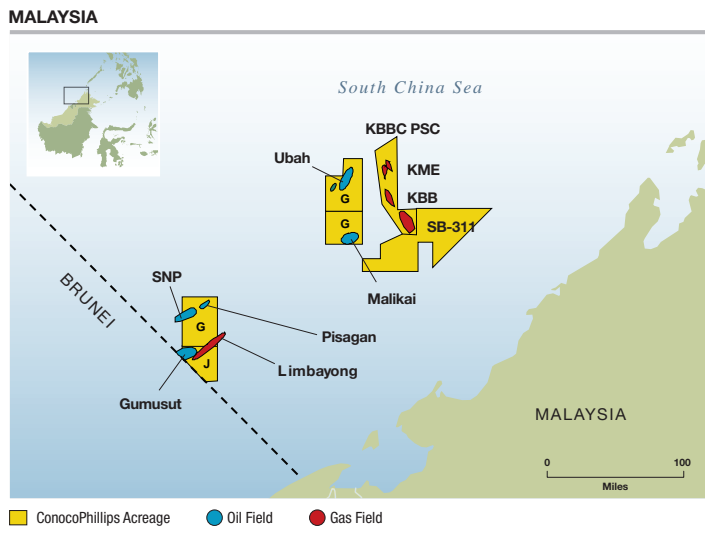 MALAYSIA
South China Sea
KBBC PSC
Ubah
KME
G
KBB
G
SB-311
Malikai
BRUNEI
SNP
G
Pisagan
J
Limbayong
Gumusut
MALAYSIA
0 100
Miles
ConocoPhillips Acreage Oil Field Gas Field